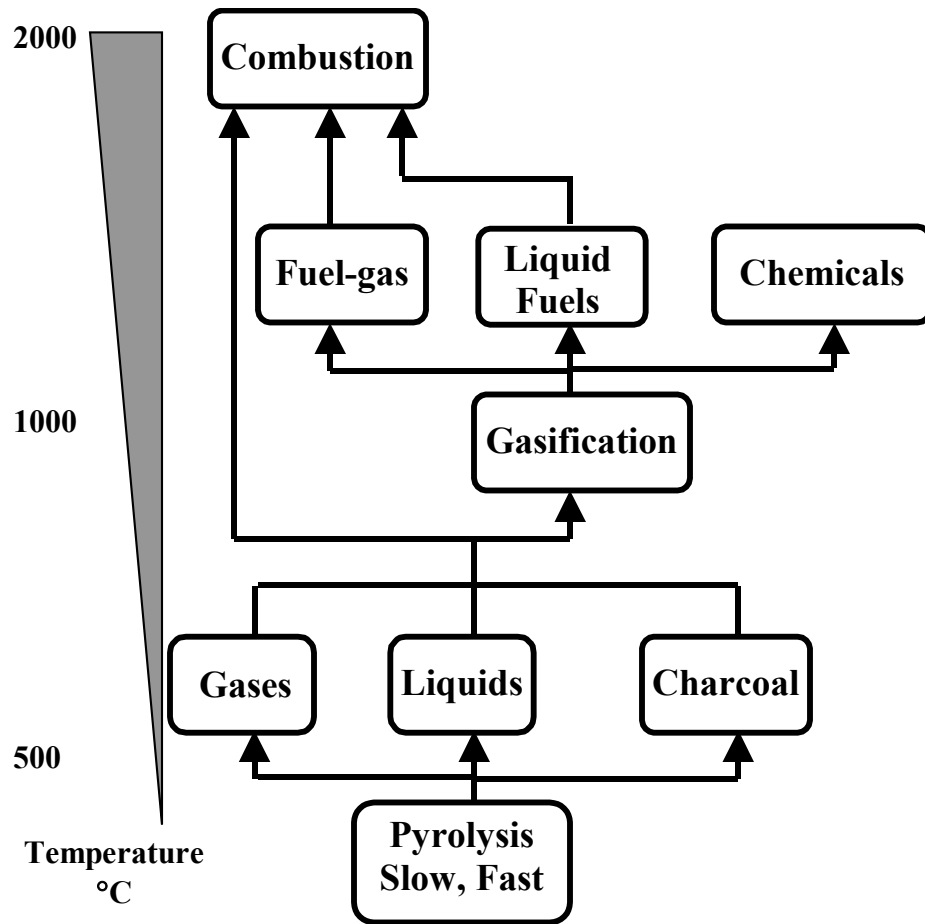 2000
Combustion
Fuel-gas
Liquid
Fuels
Chemicals
1000
Gasification
Gases
Liquids
Charcoal
500
Pyrolysis
Slow, Fast
Temperature
°C